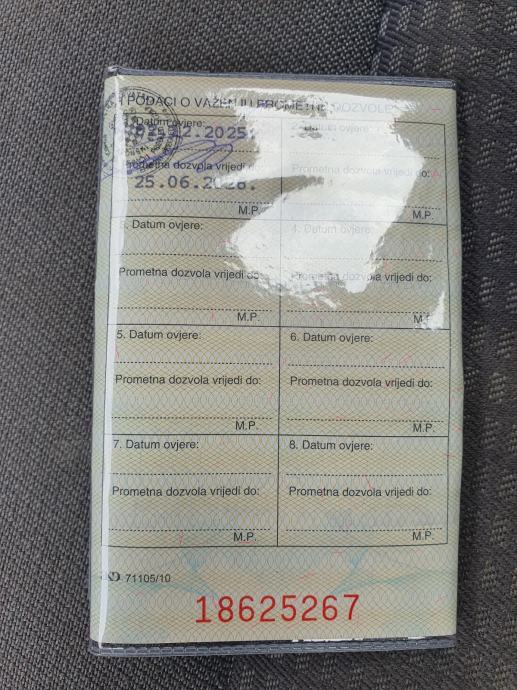 PODACI O VAŽENJU PROMETNE DOZVOLE
Datum ovjere:
2. Datum ovjere:
.2025.
Prometna dozvola vrijedi do:
Prometna dozvola vrijedi do:
25.06.2026.
M.P.
M.P.
3. Datum ovjere:
4. Datum ovjere:
Prometna dozvola vrijedi do:
Prometna dozvola vrijedi do:
M.P.
M.P.
5. Datum ovjere:
6. Datum ovjere:
Prometna dozvola vrijedi do:
Prometna dozvola vrijedi do:
M.P.
M.P.
7. Datum ovjere:
8. Datum ovjere:
Prometna dozvola vrijedi do:
Prometna dozvola vrijedi do:
M.P.
M.P.
71105/10
18625267